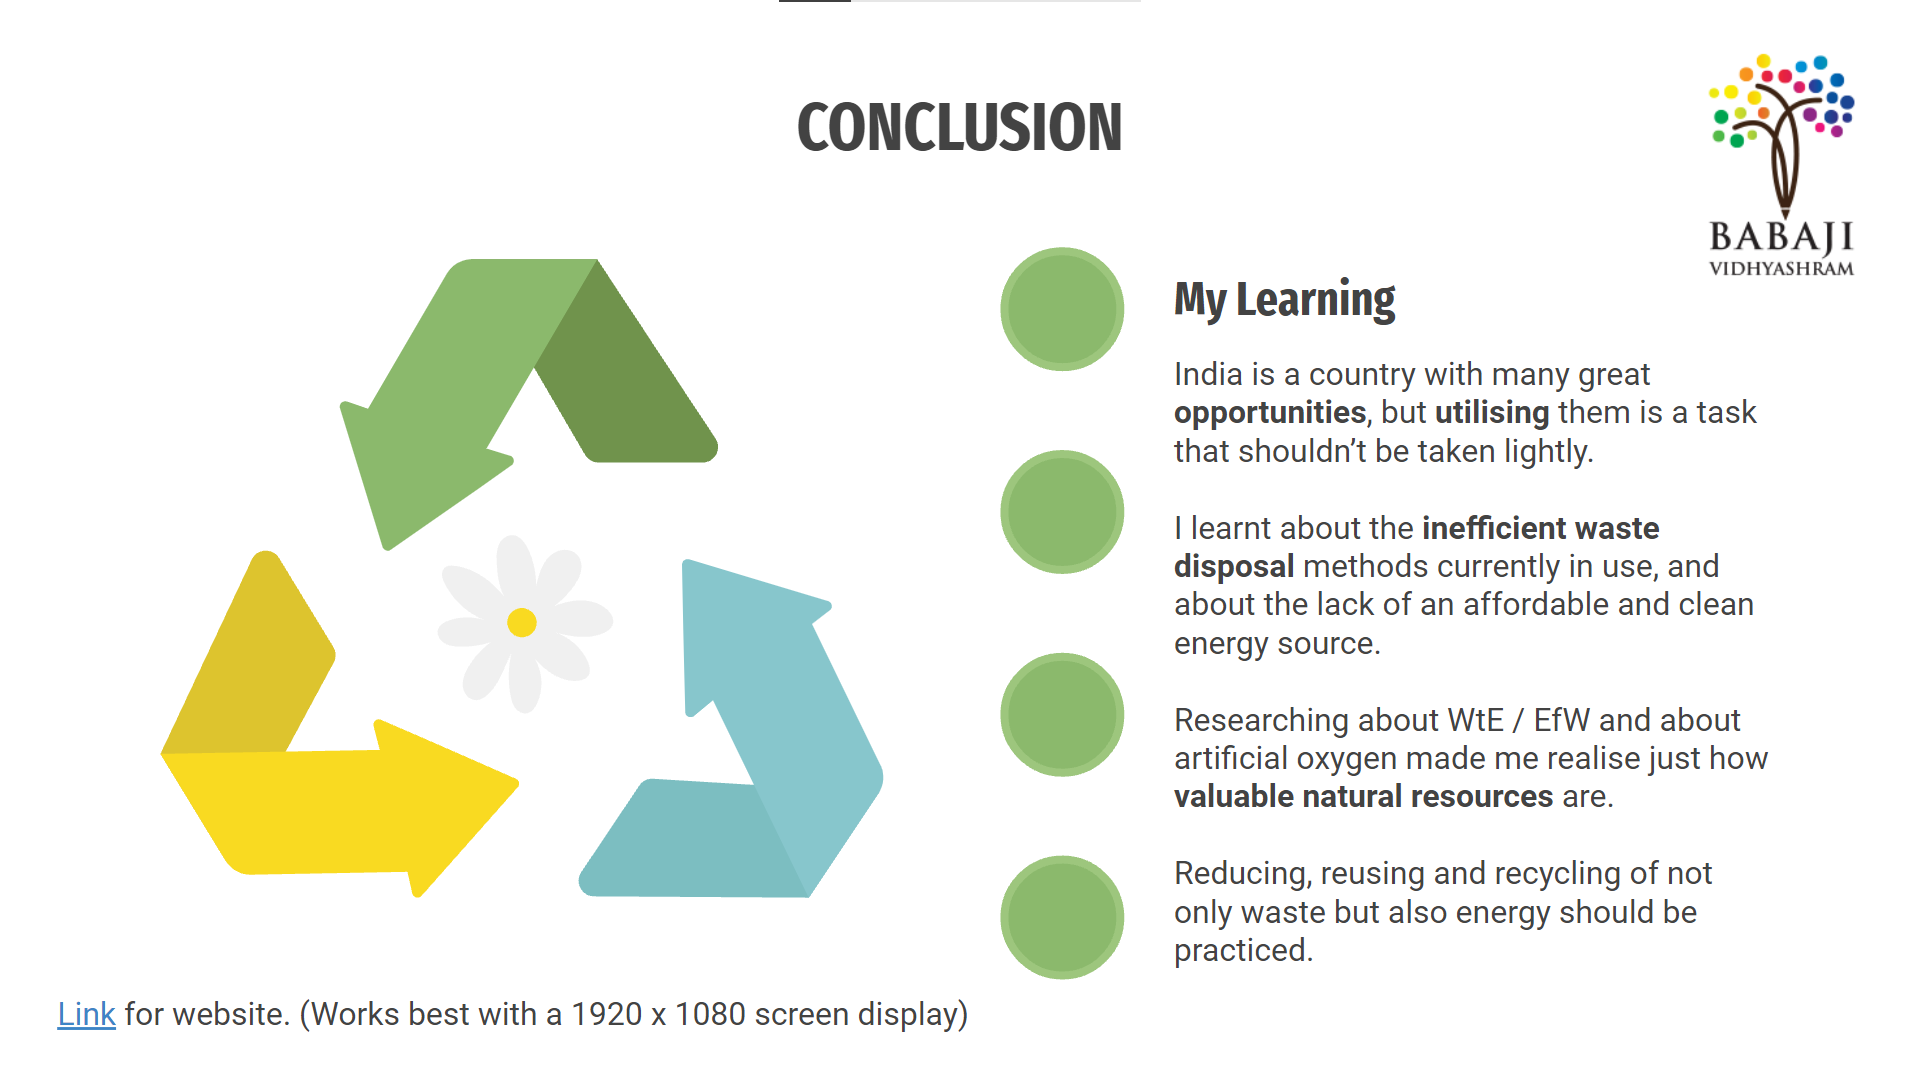 CONCLUSION
BABAJI
VIDHYASHRAM
My Learning
India is a country with many great
opportunities, but utilising them is a task
that shouldn’t be taken lightly.
I learnt about the inefficient waste
disposal methods currently in use, and
about the lack of an affordable and clean
energy source.
Researching about WtE / EfW and about
artificial oxygen made me realise just how
valuable natural resources are.
Reducing, reusing and recycling of not
only waste but also energy should be
practiced.
Link for website. (Works best with a 1920 x 1080 screen display)